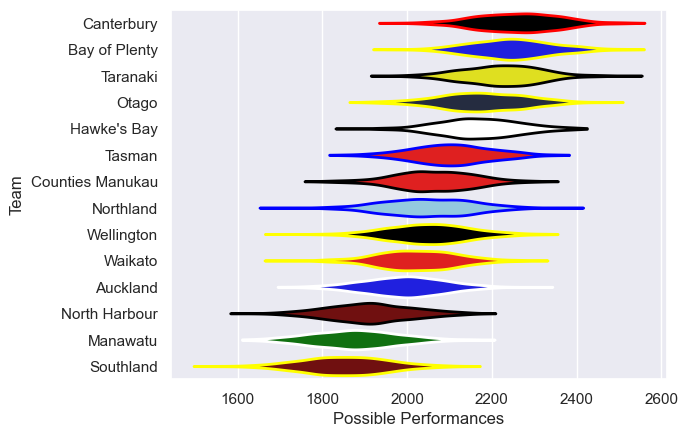 Canterbury
Bay of Plenty
Taranaki
Otago
Hawke's Bay
Tasman
Counties Manukau
Northland
Wellington
Waikato
Auckland
North Harbour
Manawatu
Southland
Team
1600 1800 2000 2200 2400 2600
Possible Performances